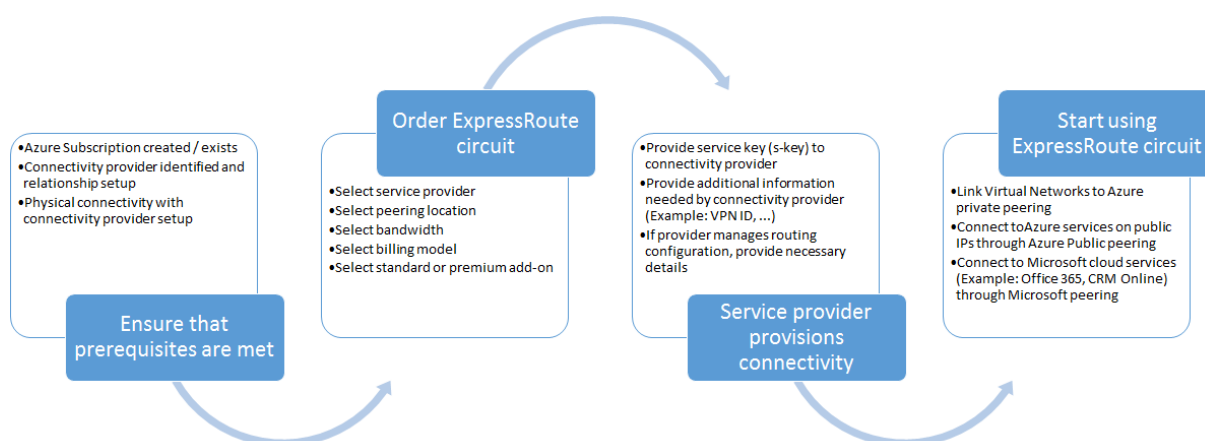 •Azure Subscription created / exists
•Connectivity provider identified and
relationship setup
•Physical connectivity with
connectivity provider setup
Ensure that
prerequisites are met
Order ExpressRoute
circuit
•Select service provider
•Select peering location
•Select bandwidth
•Select billing model
•Select standard or premium add-on
•Provide service key (s-key) to
connectivity provider
•Provide additional information
needed by connectivity provider
(Example: VPN ID, ...)
•If provider manages routing
configuration, provide necessary
details
Service provider
provisions
connectivity
Start using
ExpressRoute circuit
•Link Virtual Networks to Azure
private peering
•Connect toAzure services on public
IPs through Azure Public peering
•Connect to Microsoft cloud services
(Example: Office 365, CRM Online)
through Microsoft peering